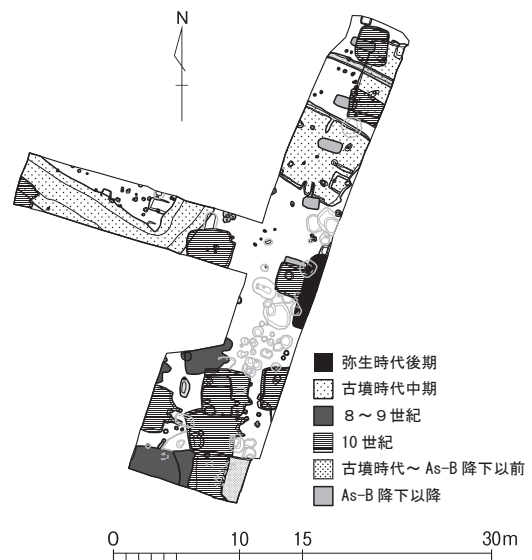 N
弥生時代後期
古墳時代中期
8～9世紀
10世紀
古墳時代～As-B降下以前
As-B降下以降
0 10 15 30m